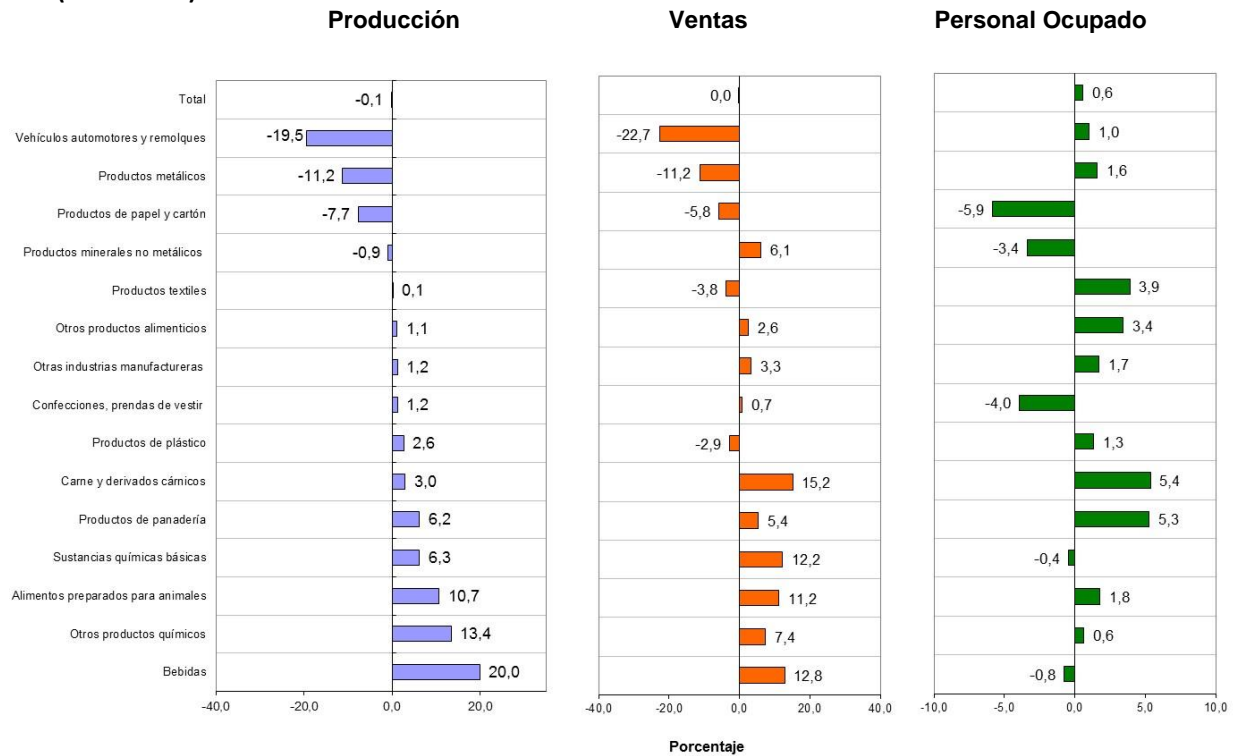 Producción Ventas Personal Ocupado
Total -0,1 0,0 0,6
Vehículos automotores y remolques -19,5 -22,7 1,0
Productos metálicos -11,2 -11,2 1,6
Productos de papel y cartón -7,7 -5,8 -5,9
Productos minerales no metálicos -0,9 6,1 -3,4
Productos textiles 0,1 -3,8 3,9
Otros productos alimenticios 1,1 2,6 3,4
Otras industrias manufactureras 1,2 3,3 1,7
Confecciones, prendas de vestir 1,2 0,7 -4,0
Productos de plástico 2,6 -2,9 1,3
Carne y derivados cárnicos 3,0 15,2 5,4
Productos de panadería 6,2 5,4 5,3
Sustancias químicas básicas 6,3 12,2 -0,4
Alimentos preparados para animales 10,7 11,2 1,8
Otros productos químicos 13,4 7,4 0,6
Bebidas 20,0 12,8 -0,8
-40,0 -20,0 0,0 20,0 -40,0 -20,0 0,0 20,0 40,0 -10,0 -5,0 0,0 5,0 10,0
Porcentaje